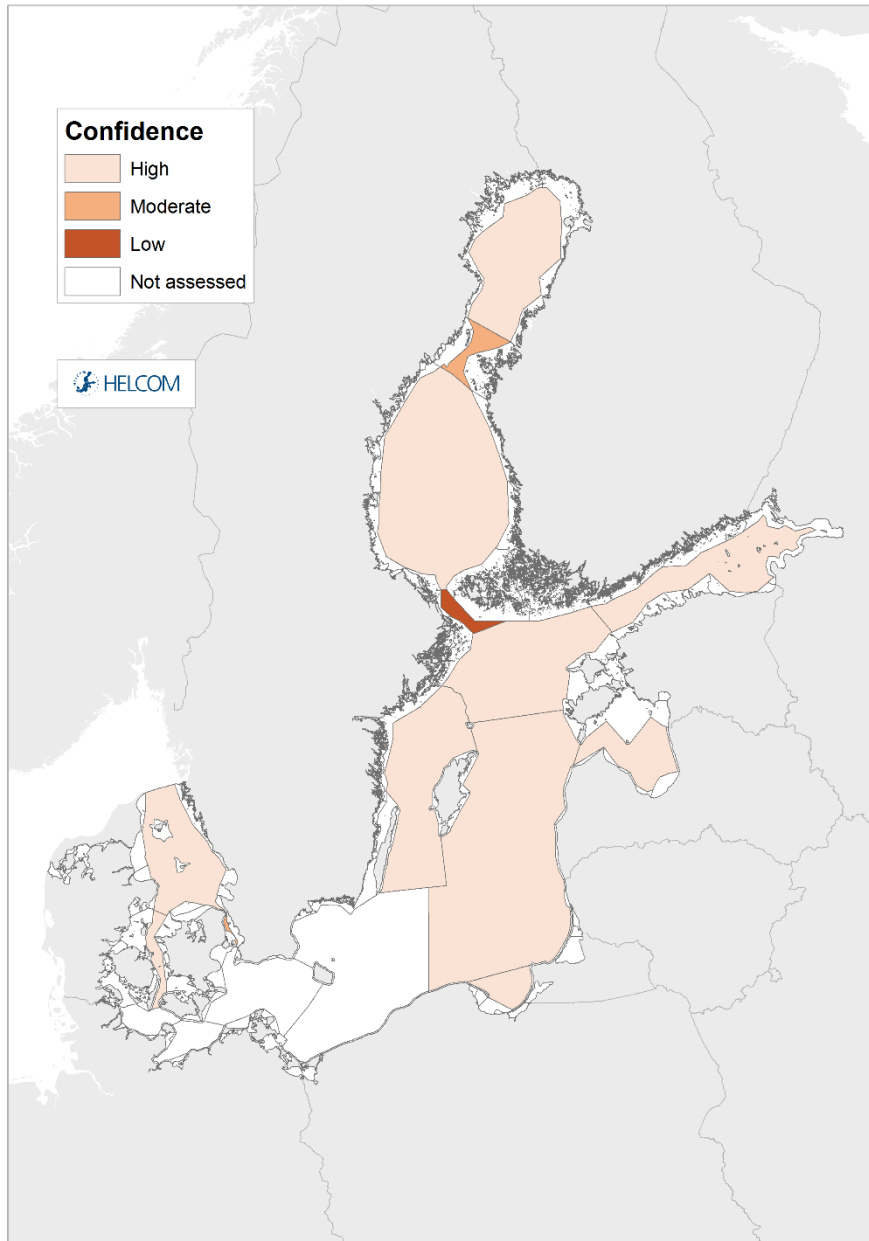 Confidence
High
Moderate
Low
Not assessed
HELCOM